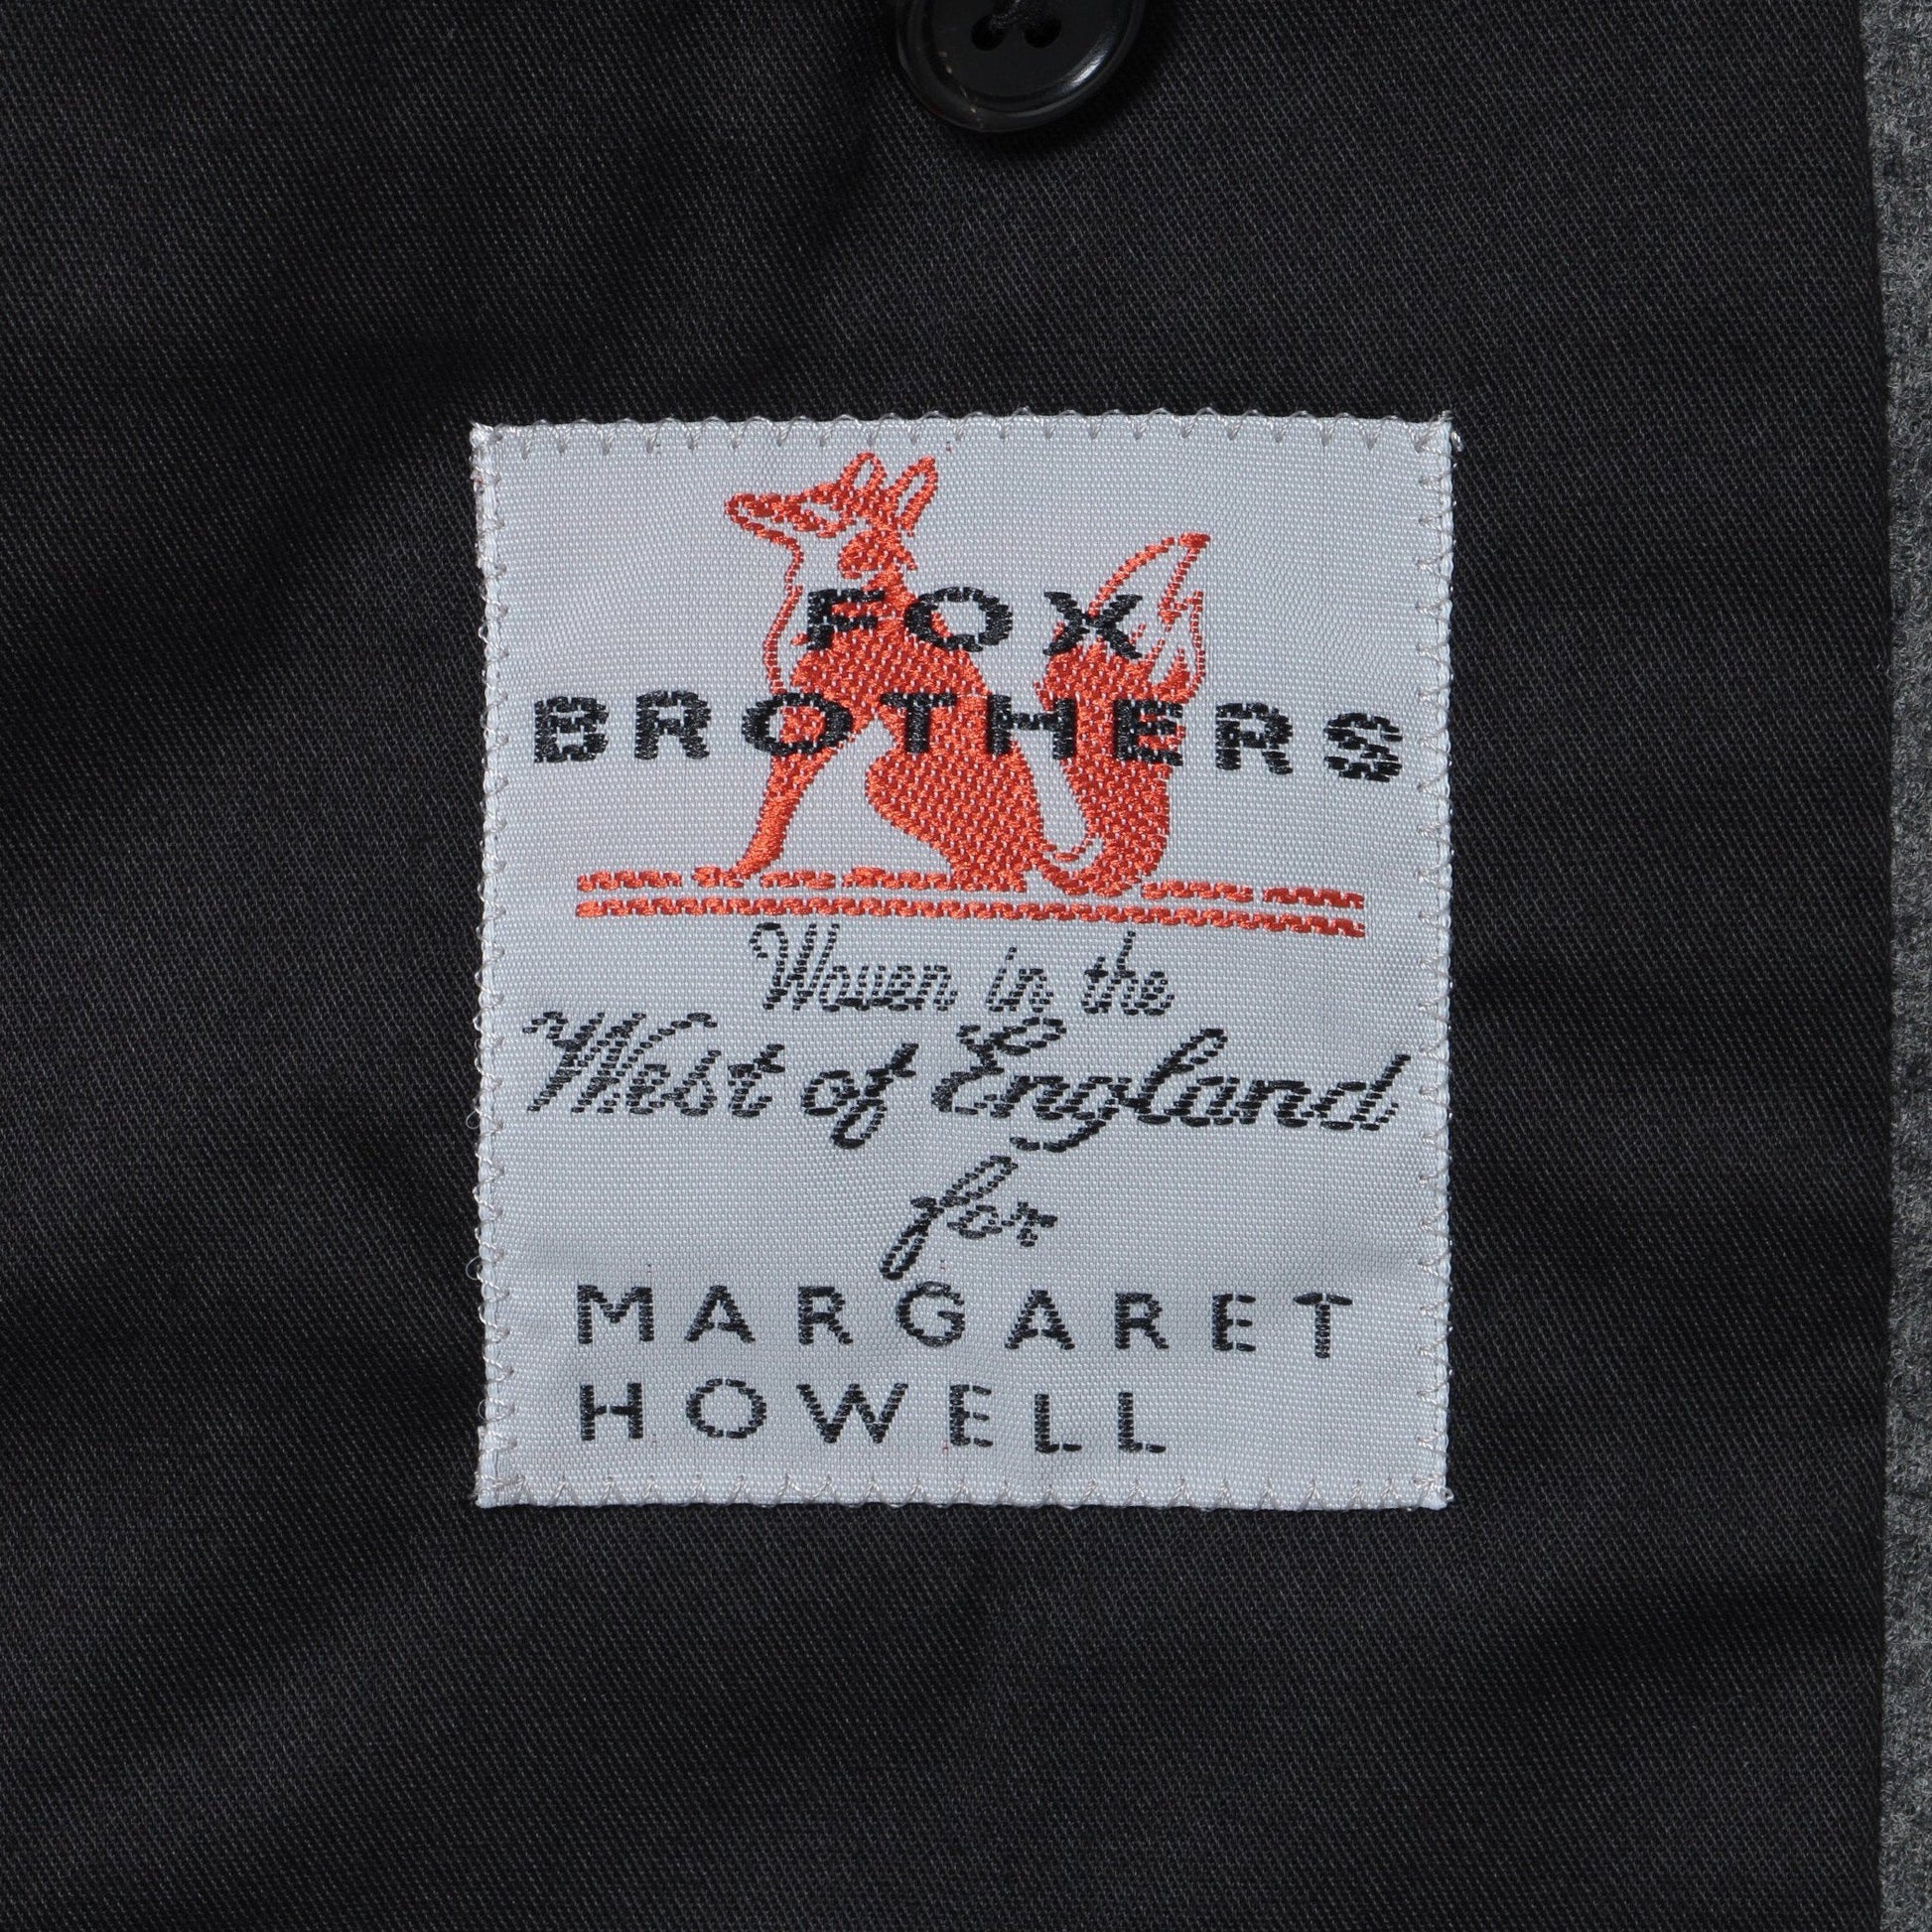 FOX
BROTHERS
Woven in the
West of England
for
MARGARET
HOWELL